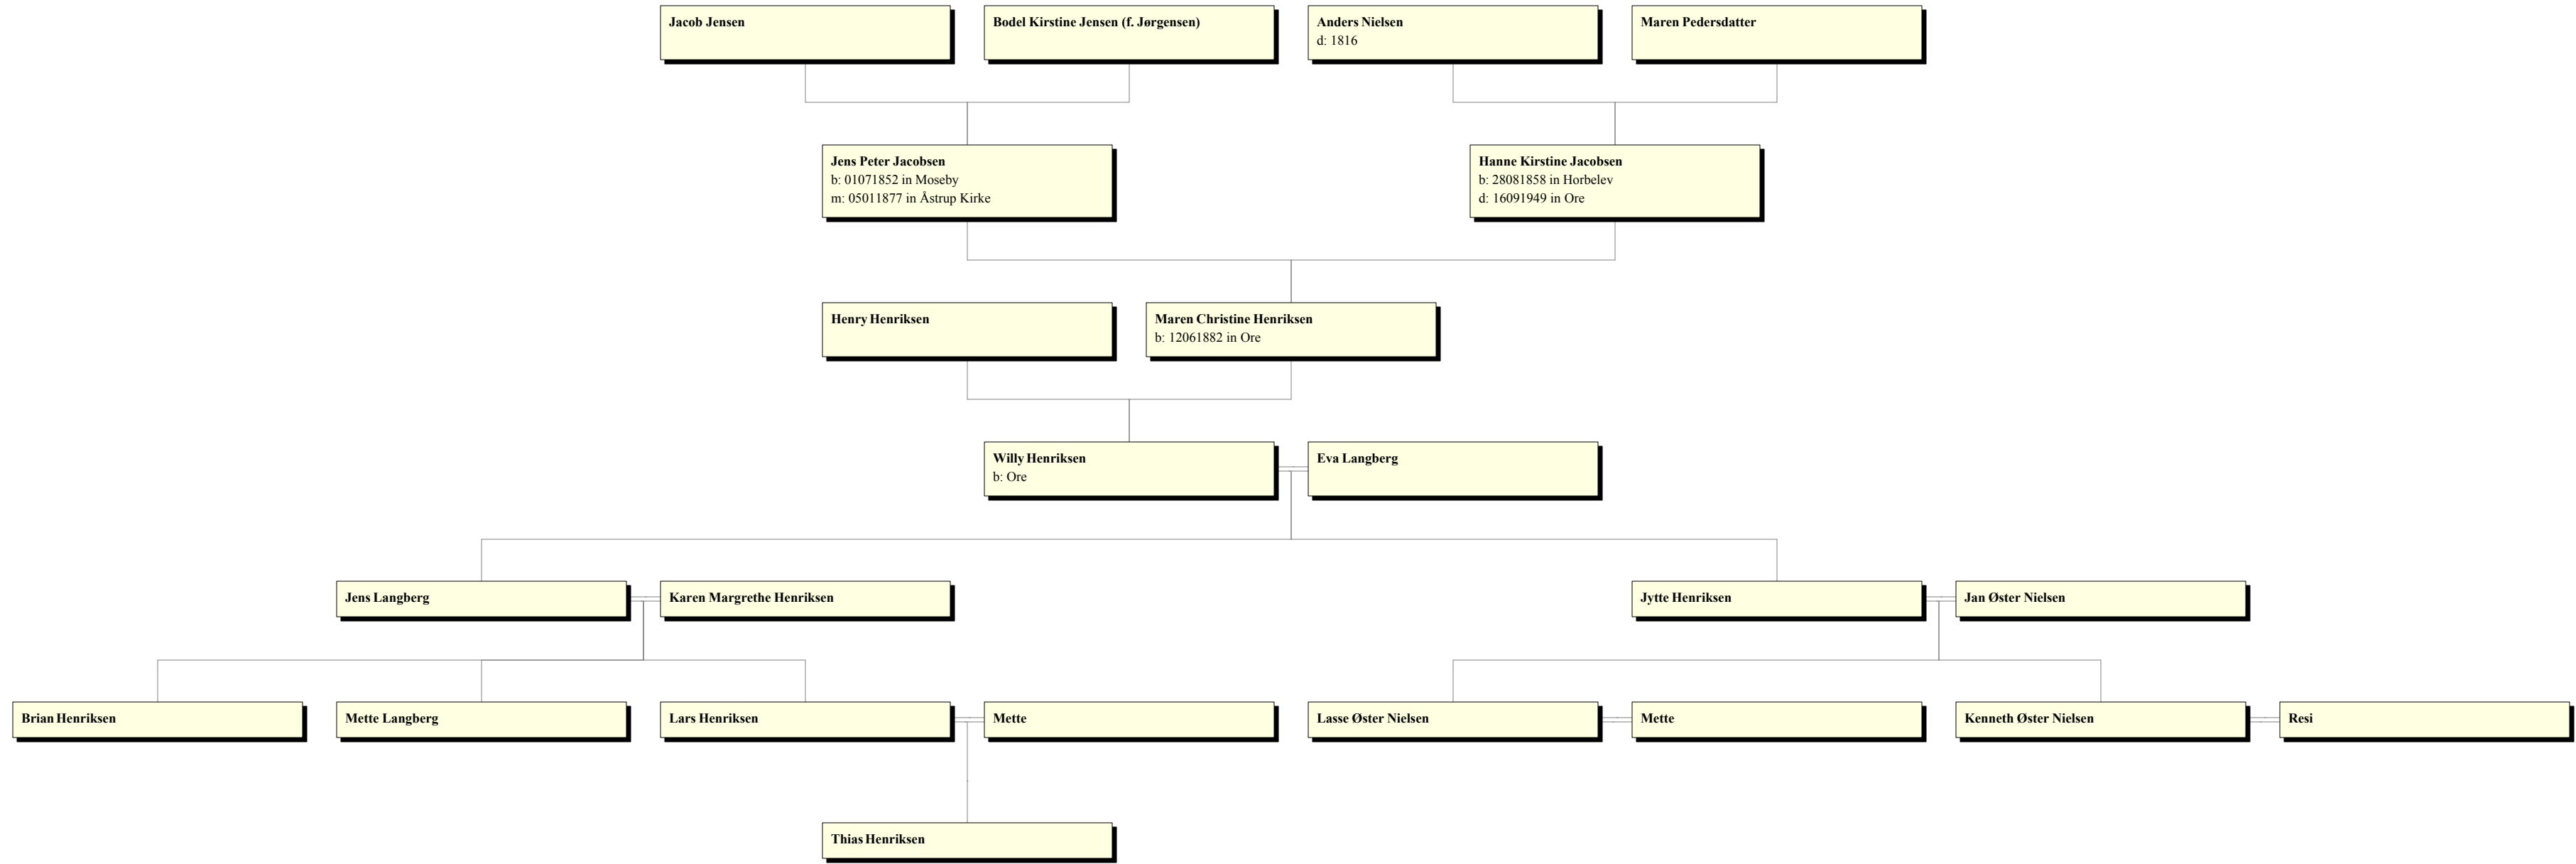 Jacob Jensen
Bodel Kirstine Jensen (f. Jørgensen)
Anders Nielsen
d: 1816
Maren Pedersdatter
Jens Peter Jacobsen
b: 01071852 in Moseby
m: 05011877 in Åstrup Kirke
Hanne Kirstine Jacobsen
b: 28081858 in Horbelev
d: 16091949 in Ore
Henry Henriksen
Maren Christine Henriksen
b: 12061882 in Ore
Willy Henriksen
b: Ore
Eva Langberg
Jens Langberg
Karen Margrethe Henriksen
Jytte Henriksen
Jan Øster Nielsen
Brian Henriksen
Mette Langberg
Lars Henriksen
Mette
Lasse Øster Nielsen
Mette
Kenneth Øster Nielsen
Resi
Thias Henriksen